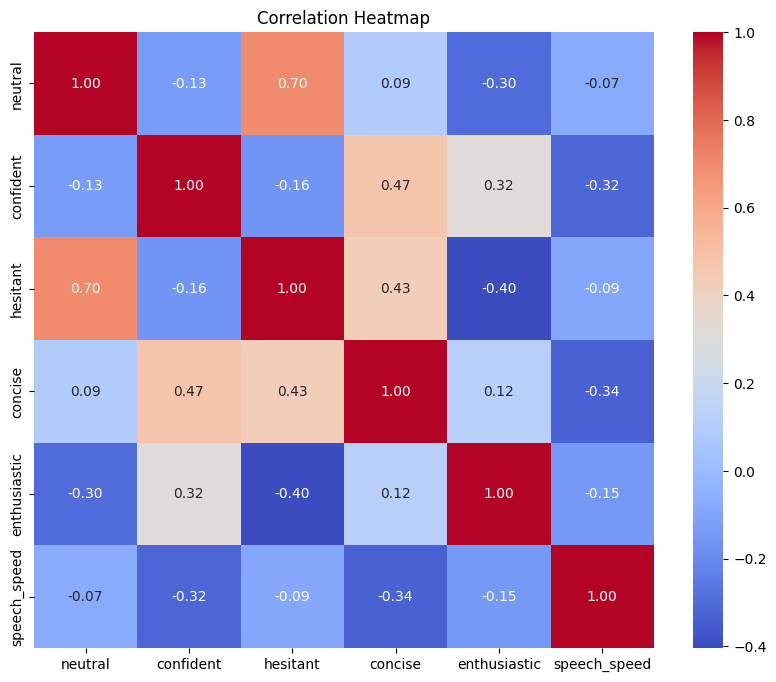 Correlation Heatmap
neutral
1.00 -0.13 0.70 0.09 -0.30 -0.07
confident
-0.13 1.00 -0.16 0.47 0.32 -0.32
hesitant
0.70 -0.16 1.00 0.43 -0.40 -0.09
concise
0.09 0.47 0.43 1.00 0.12 -0.34
enthusiastic
-0.30 0.32 -0.40 0.12 1.00 -0.15
speech_speed
-0.07 -0.32 -0.09 -0.34 -0.15 1.00
neutral confident hesitant concise enthusiastic speech_speed
1.0
0.8
0.6
0.4
0.2
0.0
−0.2
−0.4